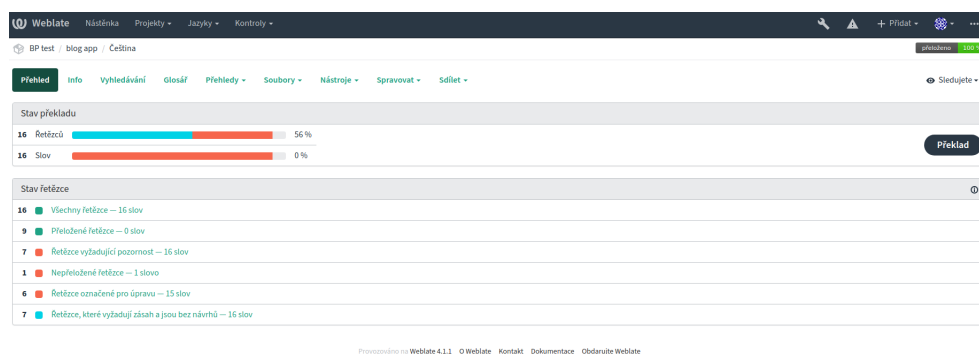 Weblate Nástěnka Projekty Jazyky Kontroly + Přidat
BP test / blog app / Čeština přeloženo 100 %
Přehled Info Vyhledávání Glosář Přehledy Soubory Nástroje Spravovat Sdílet Sledujete
Stav překladu
16 Řetězců 56 %
16 Slov 0 %
Překlad
Stav řetězce
16 Všechny řetězce — 16 slov
9 Přeložené řetězce — 0 slov
7 Řetězce vyžadující pozornost — 16 slov
1 Nepřeložené řetězce — 1 slovo
6 Řetězce označené pro úpravu — 15 slov
7 Řetězce, které vyžadují zásah a jsou bez návrhů — 16 slov
Provozováno na Weblate 4.1.1 O Weblate Kontakt Dokumentace Obdarujte Weblate